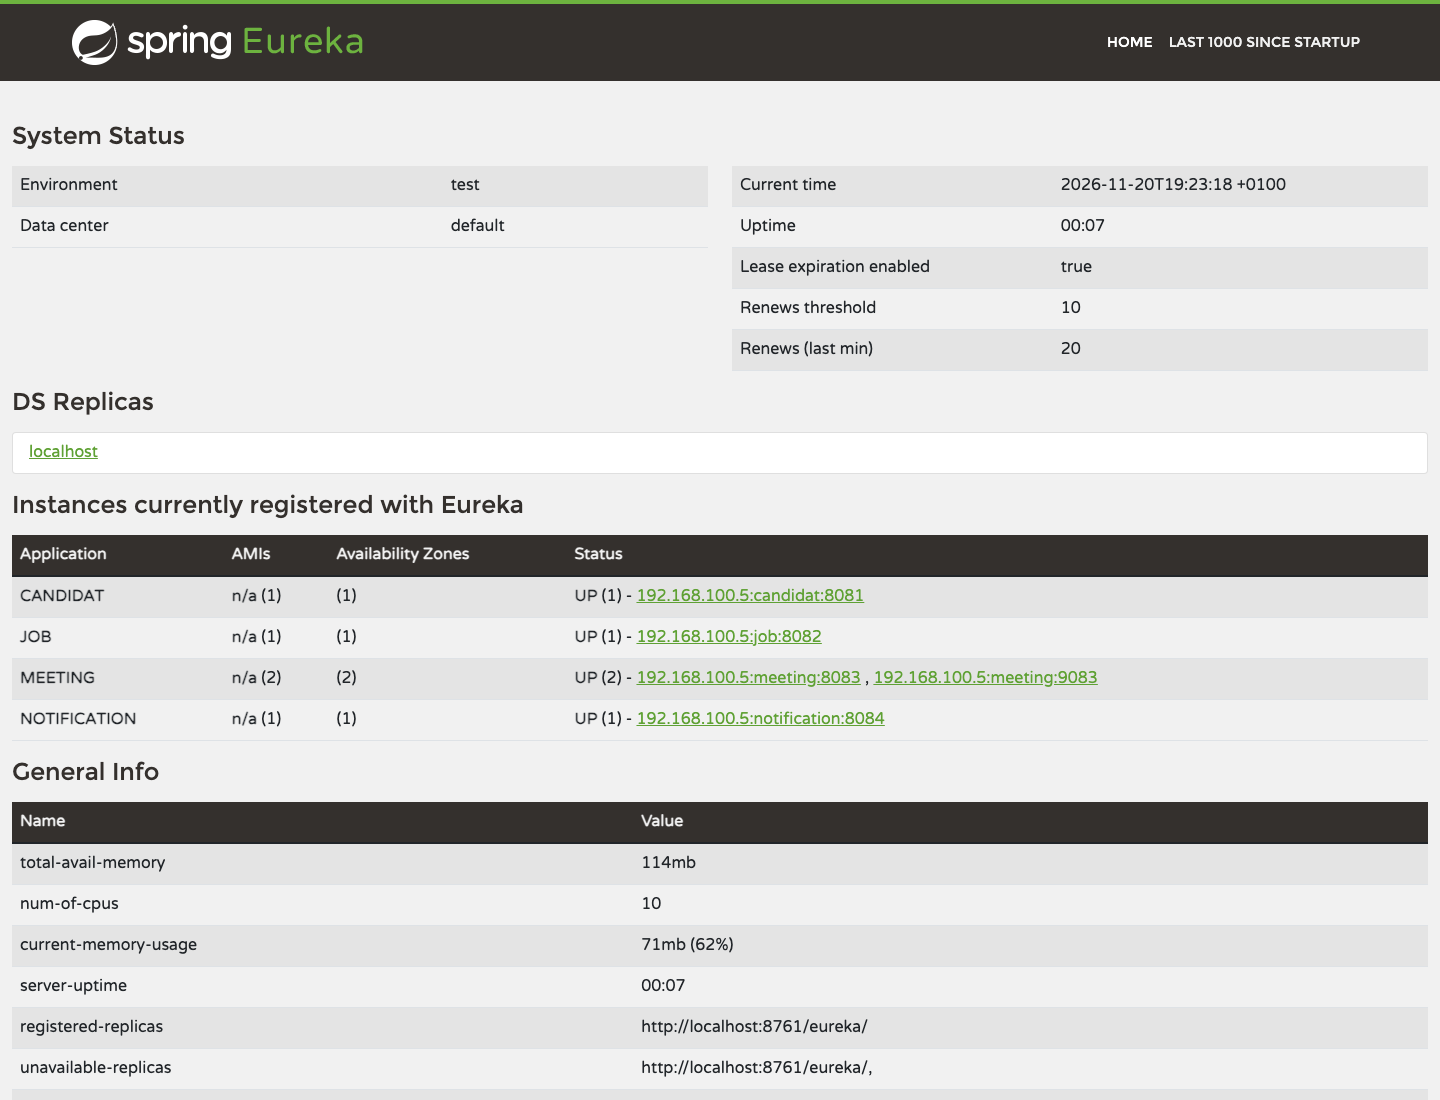 spring Eureka
HOME LAST 1000 SINCE STARTUP
System Status
Environment test
Data center default
Current time 2026-11-20T19:23:18 +0100
Uptime 00:07
Lease expiration enabled true
Renews threshold 10
Renews (last min) 20
DS Replicas
localhost
Instances currently registered with Eureka
Application AMIs Availability Zones Status
CANDIDAT n/a (1) (1) UP (1) - 192.168.100.5:candidat:8081
JOB n/a (1) (1) UP (1) - 192.168.100.5:job:8082
MEETING n/a (2) (2) UP (2) - 192.168.100.5:meeting:8083 , 192.168.100.5:meeting:9083
NOTIFICATION n/a (1) (1) UP (1) - 192.168.100.5:notification:8084
General Info
Name Value
total-avail-memory 114mb
num-of-cpus 10
current-memory-usage 71mb (62%)
server-uptime 00:07
registered-replicas http://localhost:8761/eureka/
unavailable-replicas http://localhost:8761/eureka/,